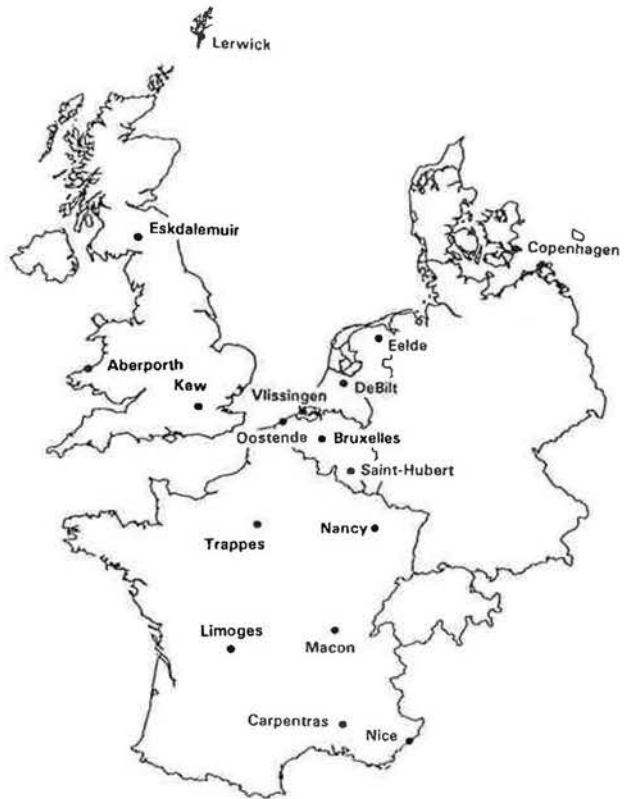 Lerwick
Eskdalemuir
Copenhagen
Eelde
Aberporth
Kew
DeBilt
Vlissingen
Oostende
Bruxelles
Saint-Hubert
Trappes
Nancy
Limoges
Macon
Carpentras
Nice